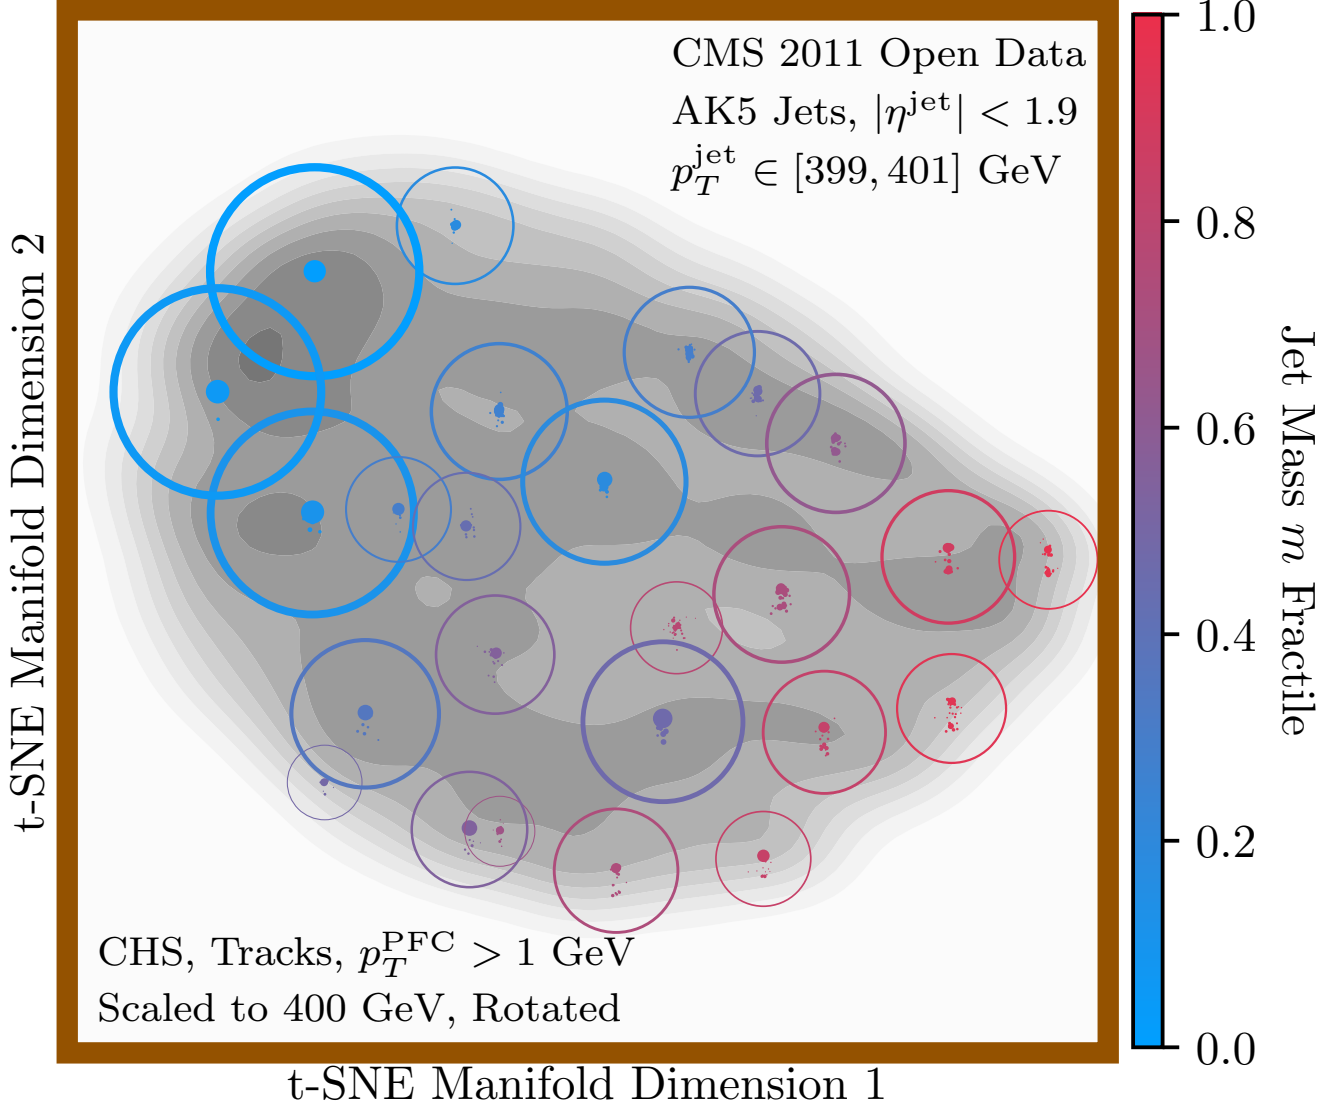 CMS 2011 Open Data
AK5 Jets, |η^jet| < 1.9
p_T^jet ∈ [399, 401] GeV
CHS, Tracks, p_T^PFC > 1 GeV
Scaled to 400 GeV, Rotated
t-SNE Manifold Dimension 1
t-SNE Manifold Dimension 2
1.0
0.8
0.6
0.4
0.2
0.0
Jet Mass m Fractile